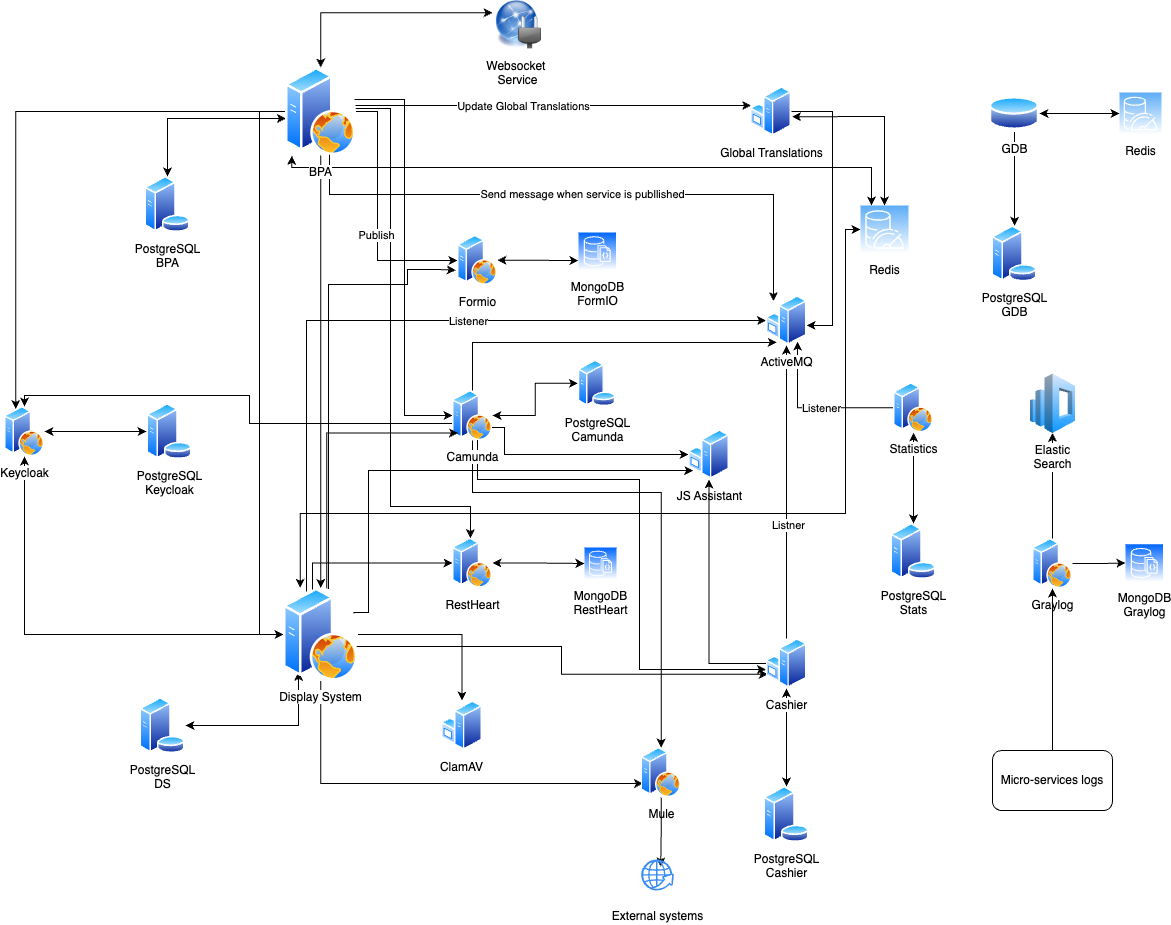 Websocket
Service
Update Global Translations
Global Translations
GDB
Redis
BPA
Send message when service is publlished
PostgreSQL
BPA
Publish
Redis
Formio
MongoDB
FormIO
PostgreSQL
GDB
Listener
ActiveMQ
PostgreSQL
Camunda
Listener
Camunda
Statistics
Elastic
Search
Keycloak
PostgreSQL
Keycloak
JS Assistant
Listner
RestHeart
MongoDB
RestHeart
PostgreSQL
Stats
Graylog
MongoDB
Graylog
Display System
Cashier
PostgreSQL
DS
ClamAV
Micro-services logs
Mule
PostgreSQL
Cashier
External systems